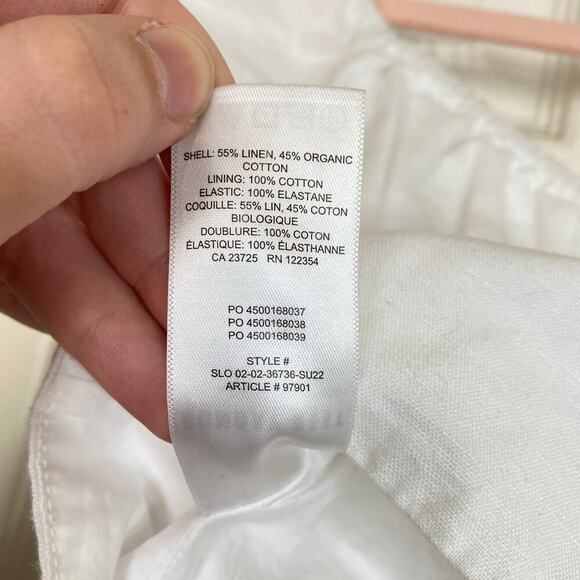 SHELL: 55% LINEN, 45% ORGANIC
COTTON
LINING: 100% COTTON
ELASTIC: 100% ELASTANE
COQUILLE: 55% LIN, 45% COTON
BIOLOGIQUE
DOUBLURE: 100% COTON
ÉLASTIQUE: 100% ÉLASTHANNE
CA 23725 RN 122354
PO 4500168037
PO 4500168038
PO 4500168039
STYLE #
SLO 02-02-36736-SU22
ARTICLE # 97901